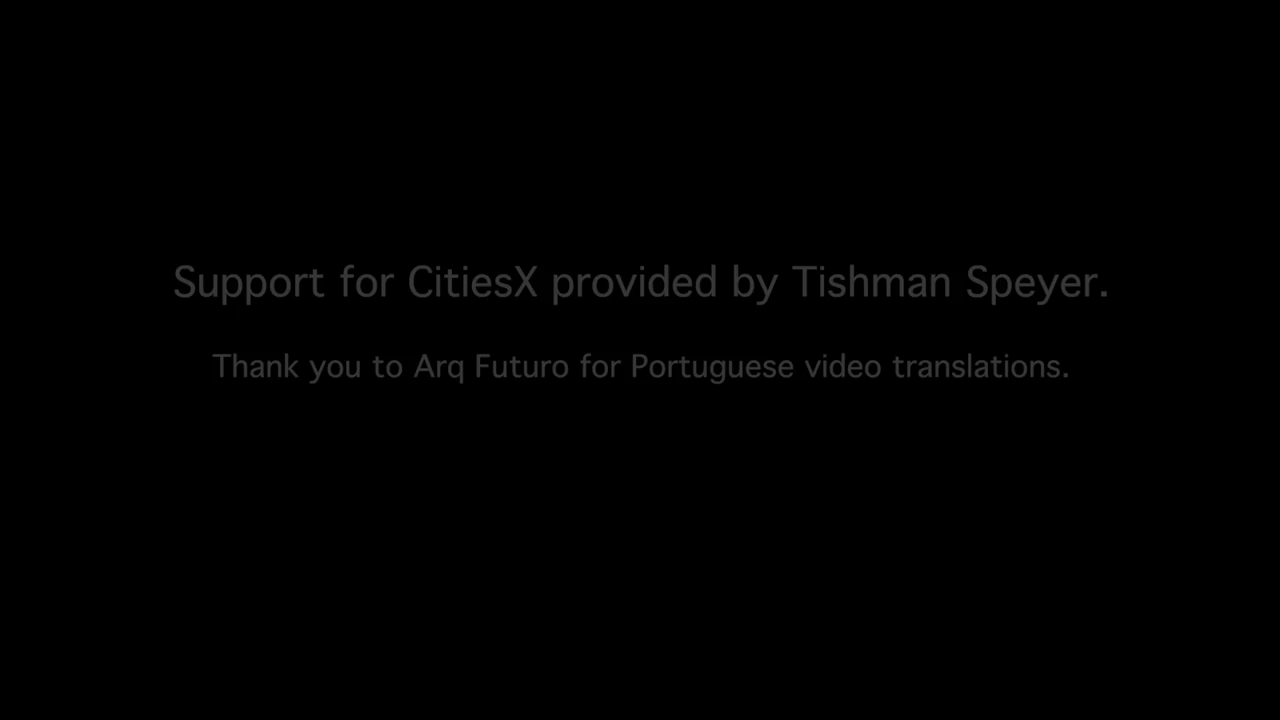 Support for CitiesX provided by Tishman Speyer.
Thank you to Arq Futuro for Portuguese video translations.